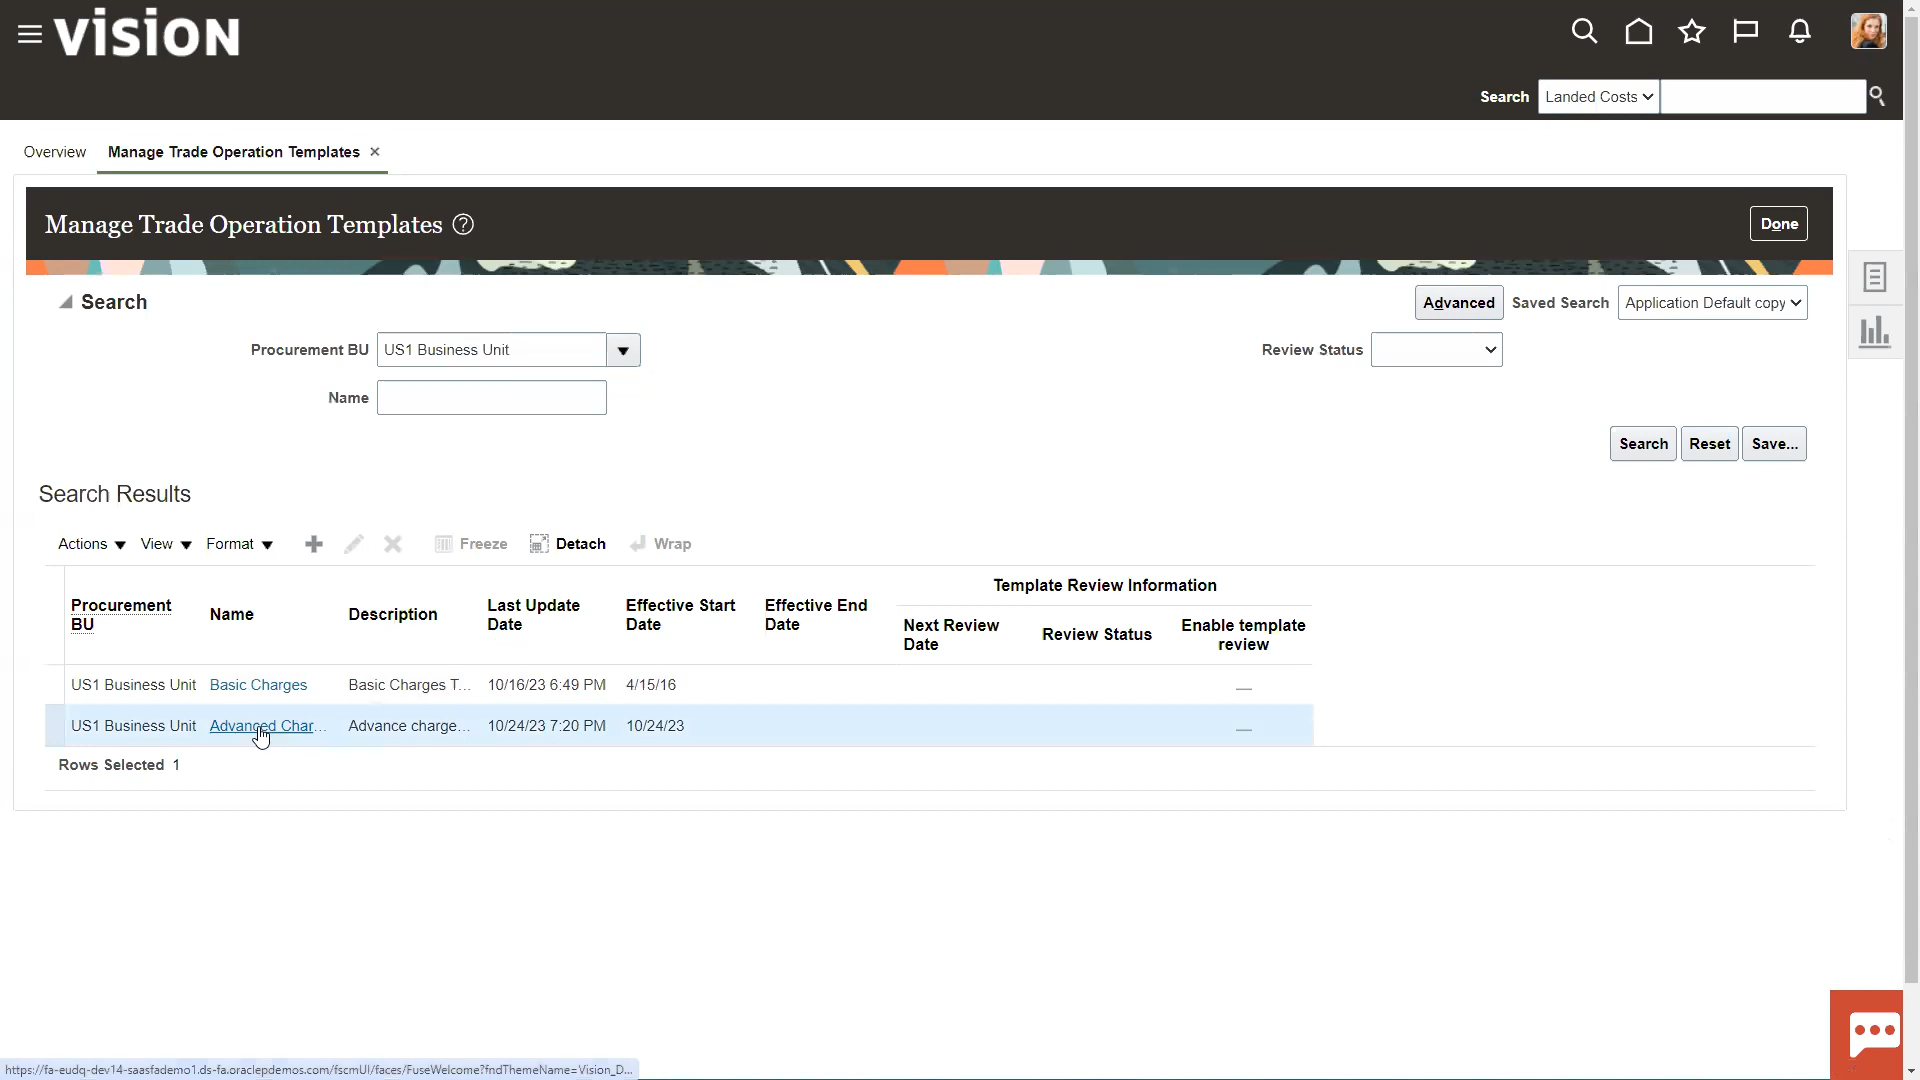 vision
Search Landed Costs
Overview Manage Trade Operation Templates ×
Manage Trade Operation Templates ?
Done
Search
Advanced Saved Search Application Default copy
Procurement BU US1 Business Unit
Review Status
Name
Search Reset Save...
Search Results
Actions View Format Freeze Detach Wrap
Template Review Information
Procurement BU
Name
Description
Last Update Date
Effective Start Date
Effective End Date
Next Review Date
Review Status
Enable template review
US1 Business Unit Basic Charges Basic Charges T... 10/16/23 6:49 PM 4/15/16 —
US1 Business Unit Advanced Char... Advance charge... 10/24/23 7:20 PM 10/24/23 —
Rows Selected 1
https://fa-eudq-dev14-saasfademo1.ds-fa.oraclepdemos.com/fscmUI/faces/FuseWelcome?fndThemeName=Vision_D...